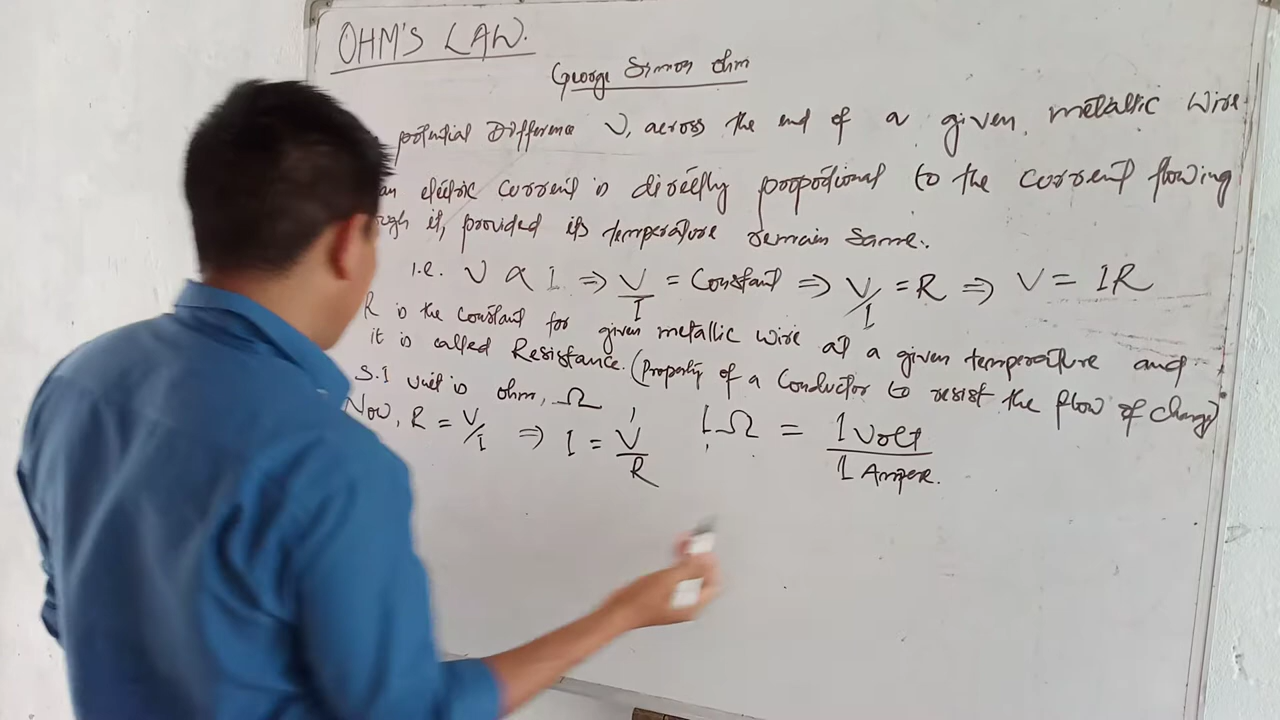 OHM'S LAW.
George Simon Ohm
potential Difference V, across the end of a given metallic wire
an electric current is directly proportional to the current flowing
ough it, provided its temperature remain same.
i.e. V ∝ I ⇒ V/I = Constant ⇒ V/I = R ⇒ V = IR
R is the constant for given metallic wire at a given temperature and
it is called Resistance. (Property of a Conductor to resist the flow of charge)
S.I unit is ohm, Ω
Now, R = V/I ⇒ I = V/R , 1 Ω = 1 Volt/1 Amper.